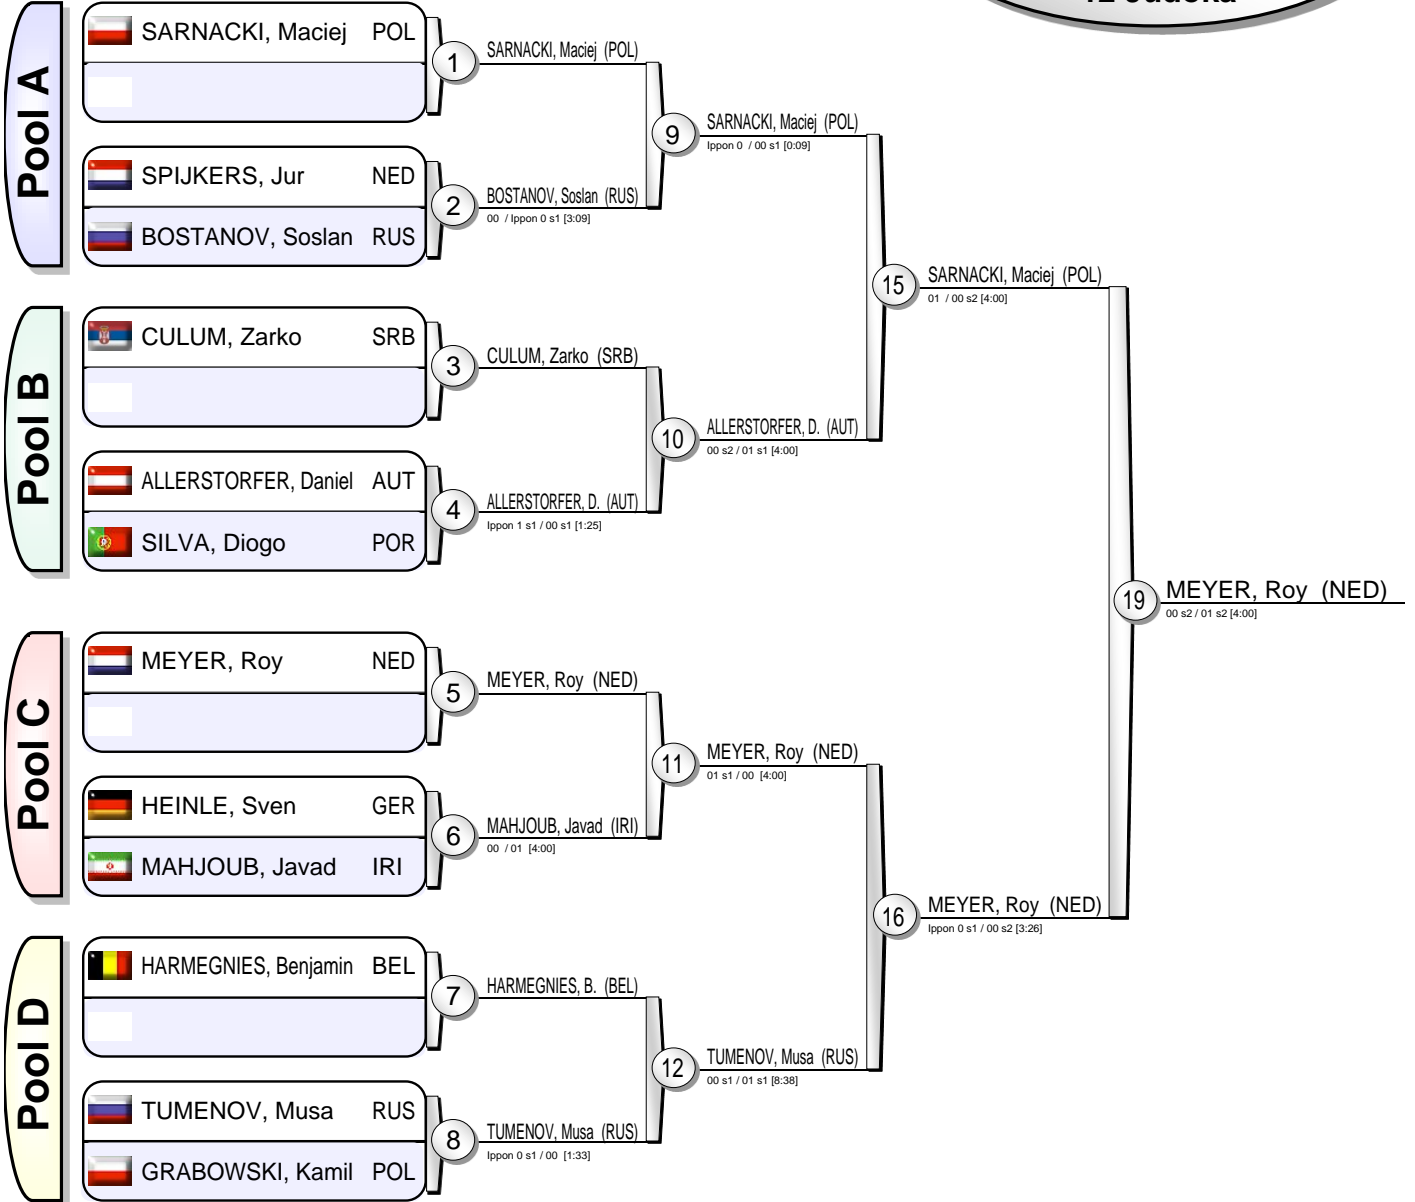 12 Judoka
Pool A
SARNACKI, Maciej POL
SPIJKERS, Jur NED
BOSTANOV, Soslan RUS
Pool B
CULUM, Zarko SRB
ALLERSTORFER, Daniel AUT
SILVA, Diogo POR
Pool C
MEYER, Roy NED
HEINLE, Sven GER
MAHJOUB, Javad IRI
Pool D
HARMEGNIES, Benjamin BEL
TUMENOV, Musa RUS
GRABOWSKI, Kamil POL
1
SARNACKI, Maciej (POL)
2
BOSTANOV, Soslan (RUS)
00 / Ippon 0 s1 [3:09]
3
CULUM, Zarko (SRB)
4
ALLERSTORFER, D. (AUT)
Ippon 1 s1 / 00 s1 [1:25]
5
MEYER, Roy (NED)
6
MAHJOUB, Javad (IRI)
00 / 01 [4:00]
7
HARMEGNIES, B. (BEL)
8
TUMENOV, Musa (RUS)
Ippon 0 s1 / 00 [1:33]
9
SARNACKI, Maciej (POL)
Ippon 0 / 00 s1 [0:09]
10
ALLERSTORFER, D. (AUT)
00 s2 / 01 s1 [4:00]
11
MEYER, Roy (NED)
01 s1 / 00 [4:00]
12
TUMENOV, Musa (RUS)
00 s1 / 01 s1 [8:38]
15
SARNACKI, Maciej (POL)
01 / 00 s2 [4:00]
16
MEYER, Roy (NED)
Ippon 0 s1 / 00 s2 [3:26]
19
MEYER, Roy (NED)
00 s2 / 01 s2 [4:00]